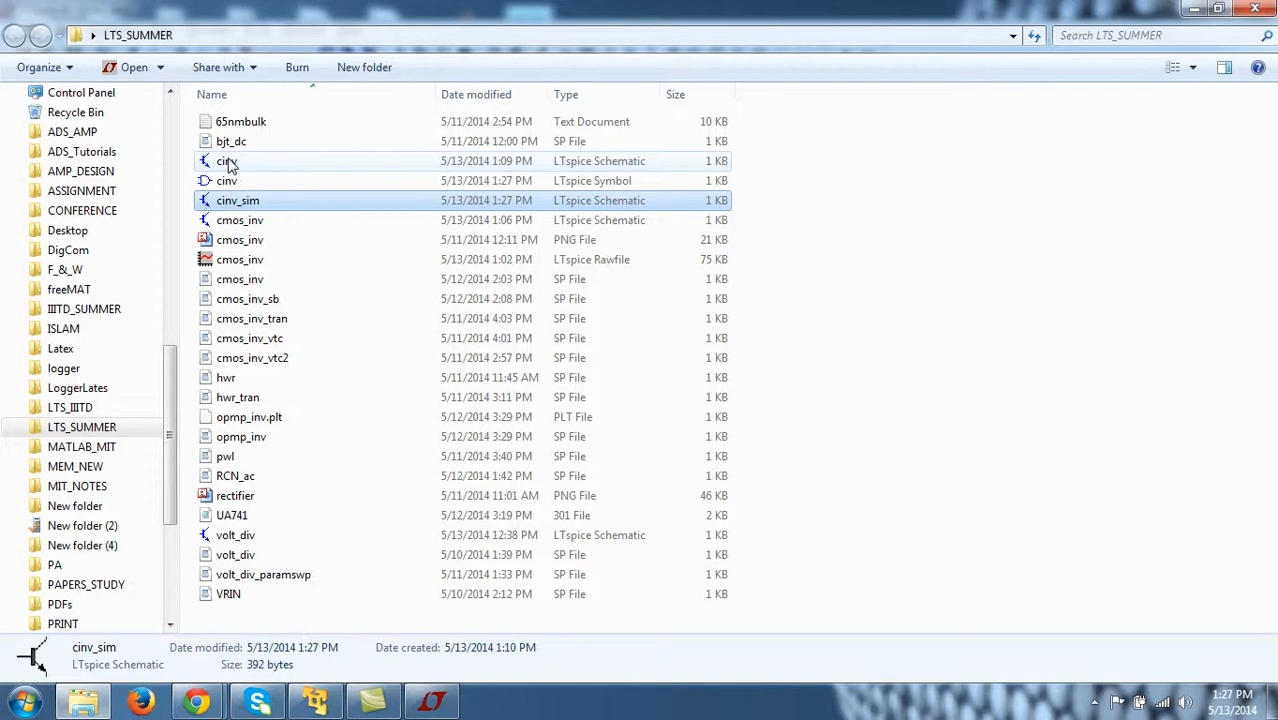 LTS_SUMMER
Search LTS_SUMMER
Organize Open Share with Burn New folder
Name Date modified Type Size
Control Panel
Recycle Bin
ADS_AMP
ADS_Tutorials
AMP_DESIGN
ASSIGNMENT
CONFERENCE
Desktop
DigCom
F_&_W
freeMAT
IIITD_SUMMER
ISLAM
Latex
logger
LoggerLates
LTS_IIITD
LTS_SUMMER
MATLAB_MIT
MEM_NEW
MIT_NOTES
New folder
New folder (2)
New folder (4)
PA
PAPERS_STUDY
PDFs
PRINT
65nmbulk 5/11/2014 2:54 PM Text Document 10 KB
bjt_dc 5/11/2014 12:00 PM SP File 1 KB
cinv 5/13/2014 1:09 PM LTspice Schematic 1 KB
cinv 5/13/2014 1:27 PM LTspice Symbol 1 KB
cinv_sim 5/13/2014 1:27 PM LTspice Schematic 1 KB
cmos_inv 5/13/2014 1:06 PM LTspice Schematic 1 KB
cmos_inv 5/11/2014 12:11 PM PNG File 21 KB
cmos_inv 5/13/2014 1:02 PM LTspice Rawfile 75 KB
cmos_inv 5/12/2014 2:03 PM SP File 1 KB
cmos_inv_sb 5/12/2014 2:08 PM SP File 1 KB
cmos_inv_tran 5/11/2014 4:03 PM SP File 1 KB
cmos_inv_vtc 5/11/2014 4:01 PM SP File 1 KB
cmos_inv_vtc2 5/11/2014 2:57 PM SP File 1 KB
hwr 5/11/2014 11:45 AM SP File 1 KB
hwr_tran 5/11/2014 3:11 PM SP File 1 KB
opmp_inv.plt 5/12/2014 3:29 PM PLT File 1 KB
opmp_inv 5/12/2014 3:29 PM SP File 1 KB
pwl 5/11/2014 3:40 PM SP File 1 KB
RCN_ac 5/12/2014 1:42 PM SP File 1 KB
rectifier 5/11/2014 11:01 AM PNG File 46 KB
UA741 5/12/2014 3:19 PM 301 File 2 KB
volt_div 5/13/2014 12:38 PM LTspice Schematic 1 KB
volt_div 5/10/2014 1:39 PM SP File 1 KB
volt_div_paramswp 5/11/2014 1:33 PM SP File 1 KB
VRIN 5/10/2014 2:12 PM SP File 1 KB
cinv_sim Date modified: 5/13/2014 1:27 PM Date created: 5/13/2014 1:10 PM
LTspice Schematic Size: 392 bytes
1:27 PM
5/13/2014